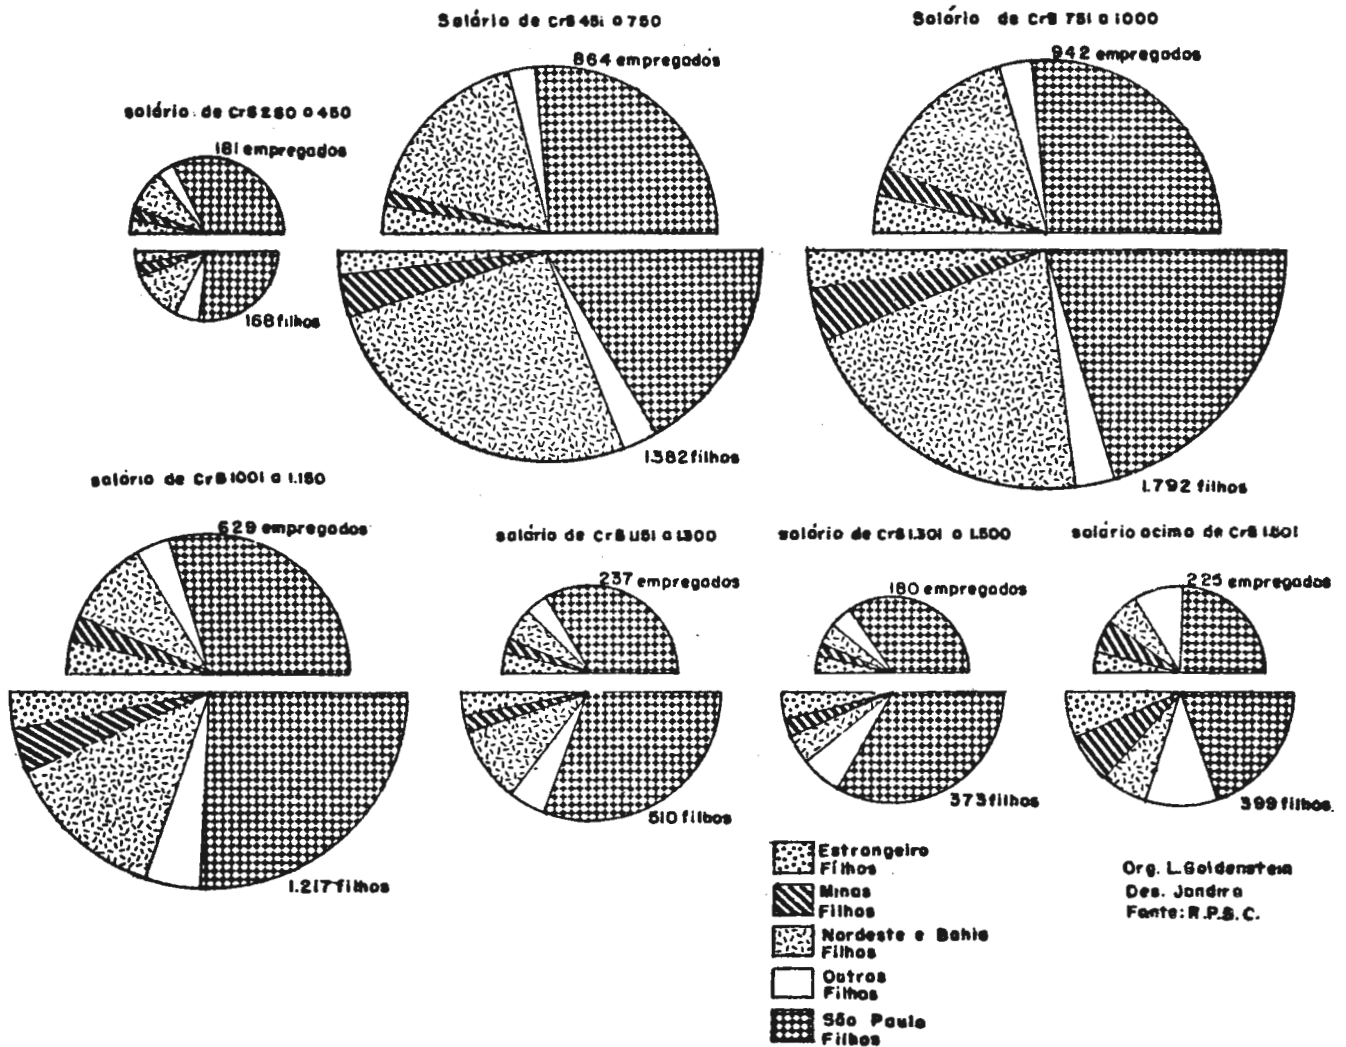 Salário de Cr$ 451 a 750
864 empregados
1.382 filhos
Salário de Cr$ 751 a 1000
942 empregados
1.792 filhos
salário de Cr$ 280 a 450
181 empregados
168 filhos
salário de Cr$ 1001 a 1.150
629 empregados
1.217 filhos
salário de Cr$ 1.151 a 1.300
237 empregados
510 filhos
salário de Cr$ 1.301 a 1.500
180 empregados
373 filhos
salário acima de Cr$ 1.501
225 empregados
399 filhos
Estrangeiro
Filhos
Minas
Filhos
Nordeste e Bahia
Filhos
Outros
Filhos
São Paulo
Filhos
Org. L. Goldenstein
Des. Jandira
Fonte: R.P.S.C.